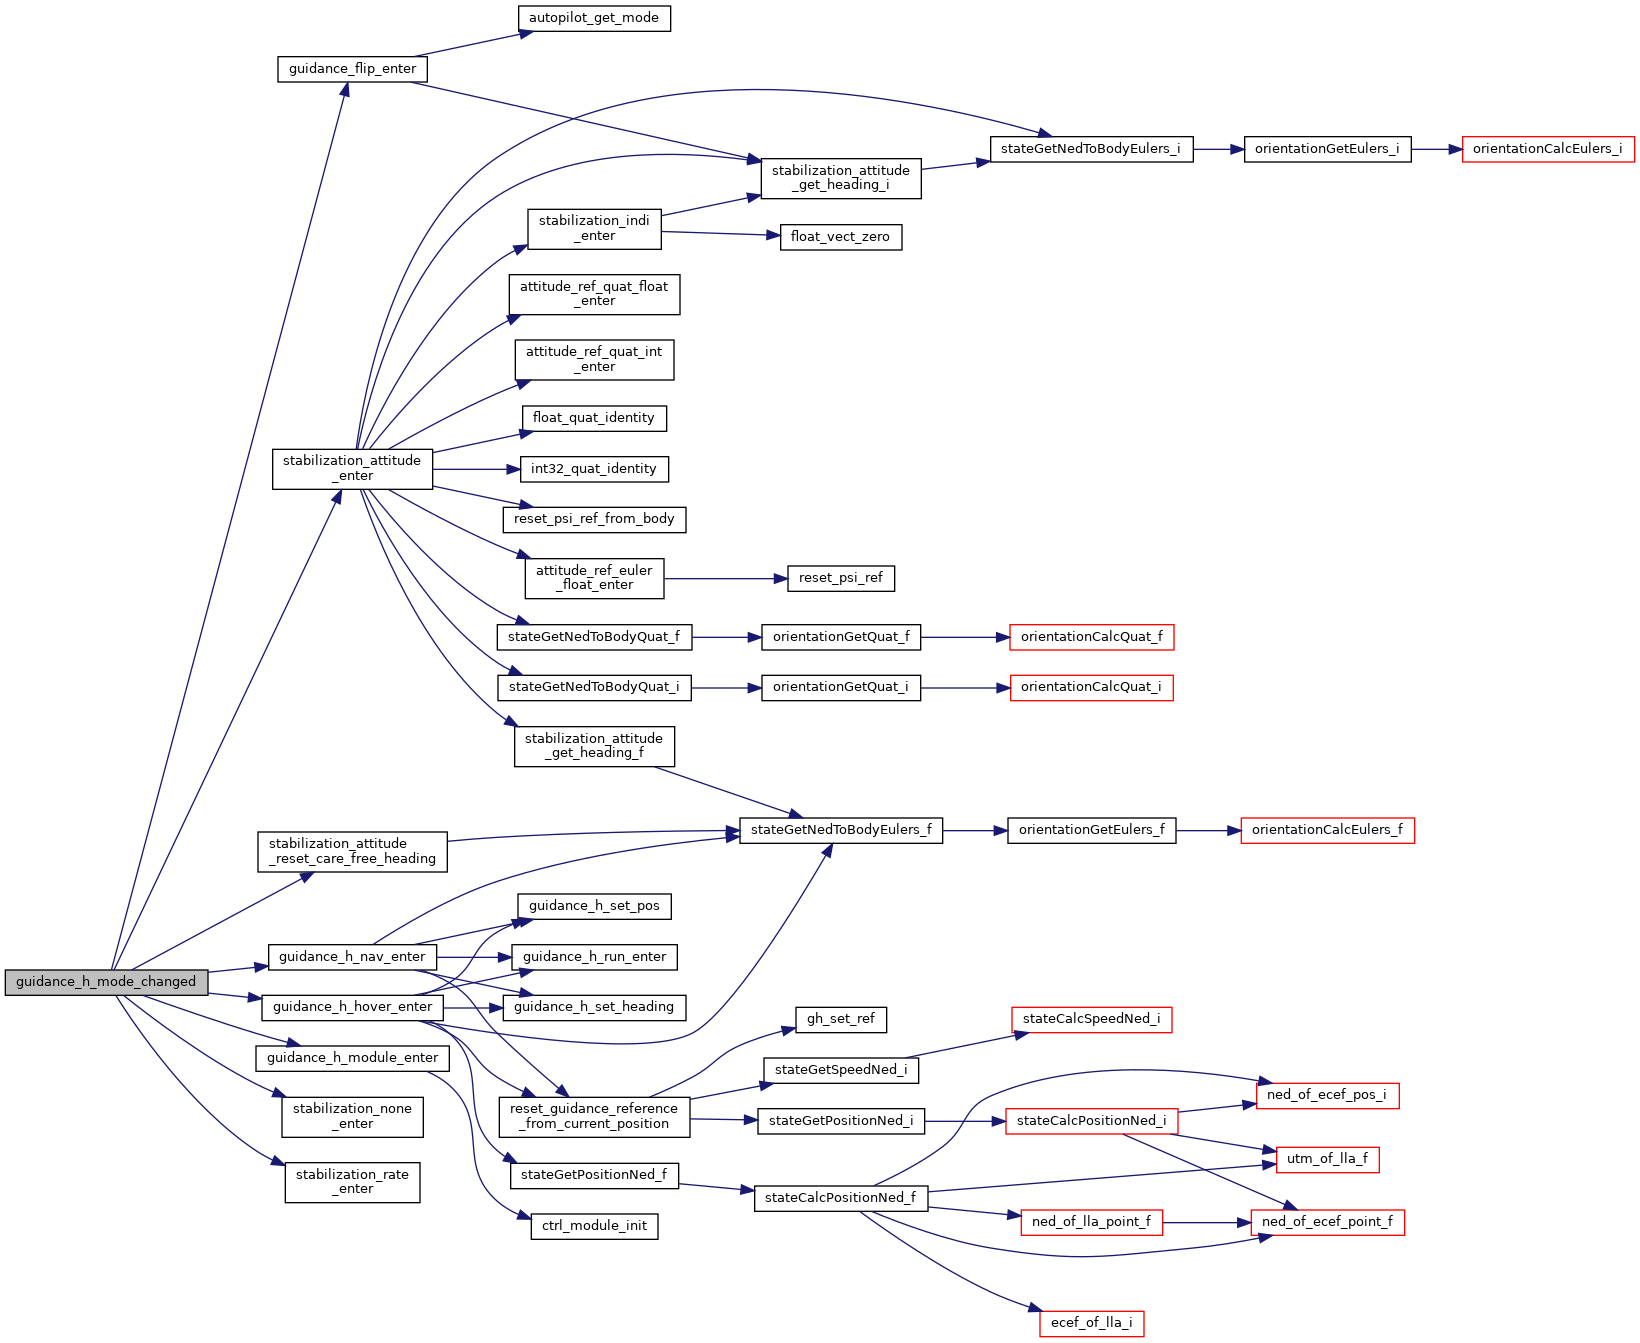 autopilot_get_mode
guidance_flip_enter
stateGetNedToBodyEulers_i
orientationGetEulers_i
orientationCalcEulers_i
stabilization_attitude
_get_heading_i
stabilization_indi
_enter
float_vect_zero
attitude_ref_quat_float
_enter
attitude_ref_quat_int
_enter
float_quat_identity
stabilization_attitude
_enter
int32_quat_identity
reset_psi_ref_from_body
attitude_ref_euler
_float_enter
reset_psi_ref
stateGetNedToBodyQuat_f
orientationGetQuat_f
orientationCalcQuat_f
stateGetNedToBodyQuat_i
orientationGetQuat_i
orientationCalcQuat_i
stabilization_attitude
_get_heading_f
stateGetNedToBodyEulers_f
orientationGetEulers_f
orientationCalcEulers_f
stabilization_attitude
_reset_care_free_heading
guidance_h_set_pos
guidance_h_nav_enter
guidance_h_run_enter
guidance_h_mode_changed
guidance_h_hover_enter
guidance_h_set_heading
gh_set_ref
stateCalcSpeedNed_i
guidance_h_module_enter
stateGetSpeedNed_i
ned_of_ecef_pos_i
stabilization_none
_enter
reset_guidance_reference
_from_current_position
stateGetPositionNed_i
stateCalcPositionNed_i
utm_of_lla_f
stabilization_rate
_enter
stateGetPositionNed_f
stateCalcPositionNed_f
ctrl_module_init
ned_of_lla_point_f
ned_of_ecef_point_f
ecef_of_lla_i